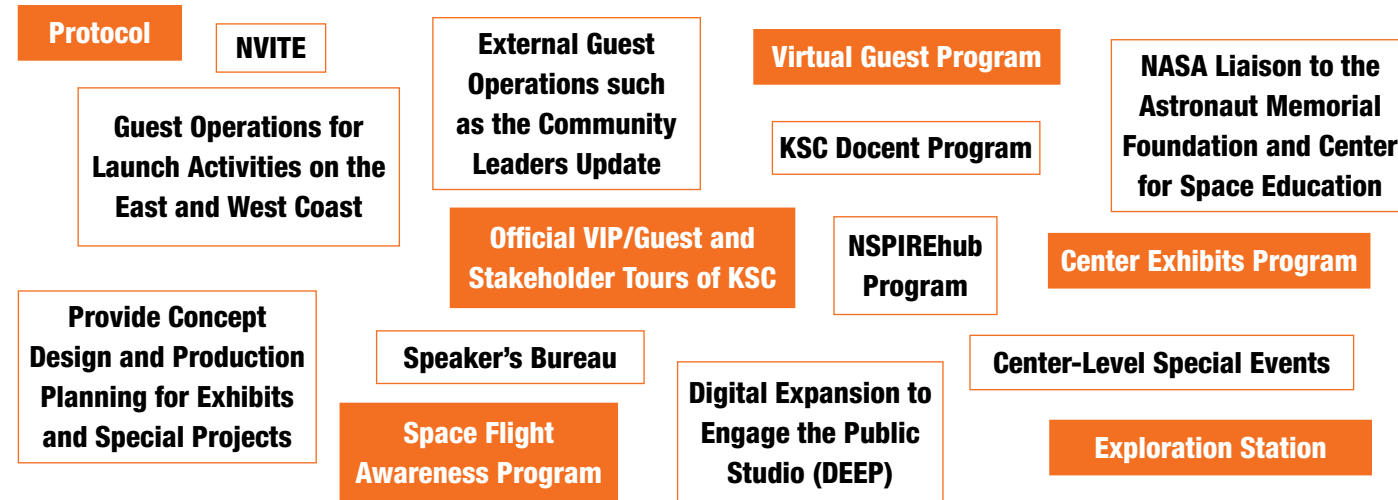 Protocol
NVITE
Guest Operations for
Launch Activities on the
East and West Coast
External Guest
Operations such
as the Community
Leaders Update
Virtual Guest Program
KSC Docent Program
NASA Liaison to the
Astronaut Memorial
Foundation and Center
for Space Education
Official VIP/Guest and
Stakeholder Tours of KSC
NSPIREhub
Program
Center Exhibits Program
Provide Concept
Design and Production
Planning for Exhibits
and Special Projects
Speaker’s Bureau
Space Flight
Awareness Program
Digital Expansion to
Engage the Public
Studio (DEEP)
Center-Level Special Events
Exploration Station